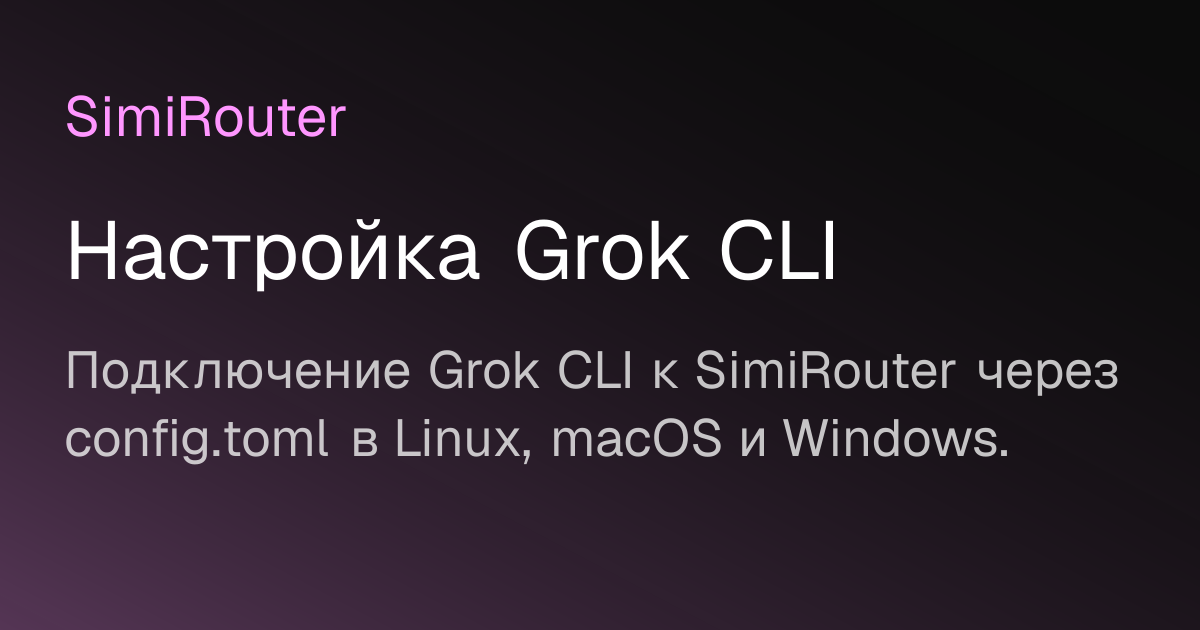 SimiRouter
Настройка Grok CLI
Подключение Grok CLI к SimiRouter через
config.toml в Linux, macOS и Windows.